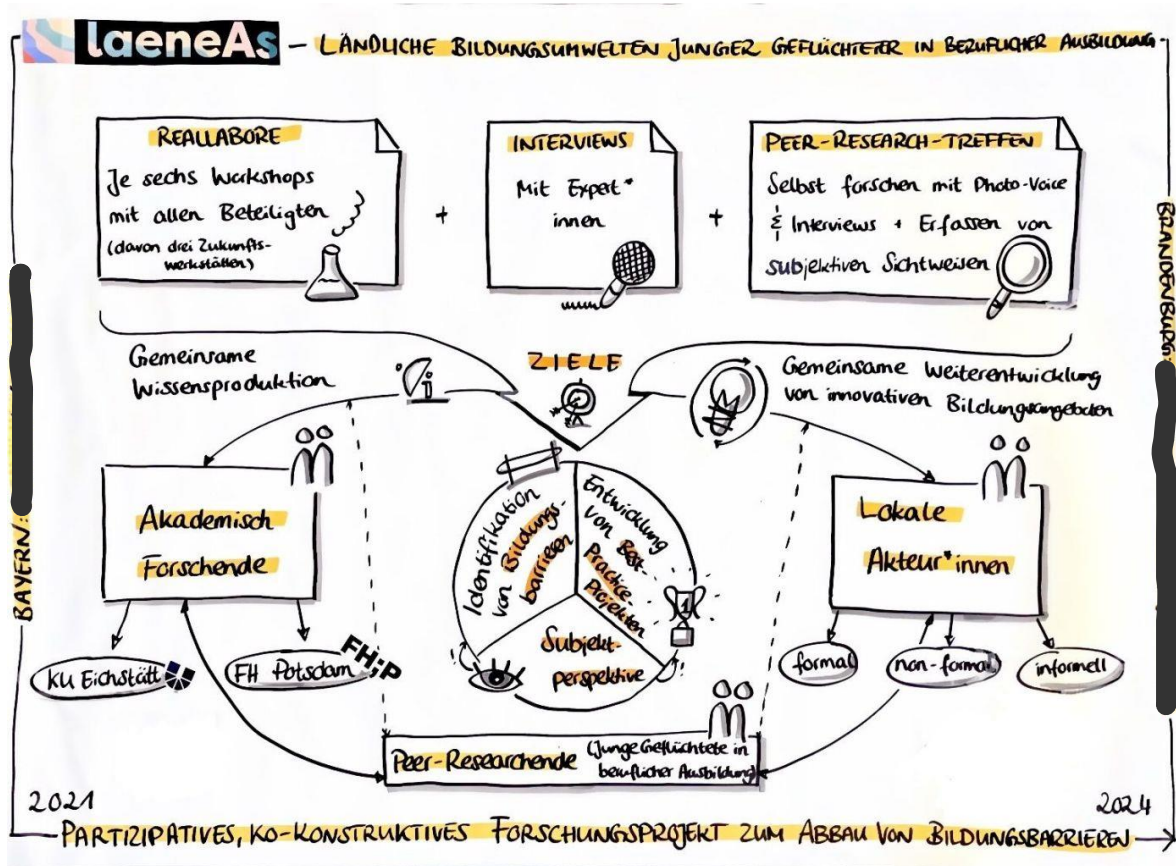 laeneAs – LÄNDLICHE BILDUNGSUMWELTEN JUNGER GEFLÜCHTETER IN BERUFLICHER AUSBILDUNG
REALLABORE
Je sechs Workshops
mit allen Beteiligten
(davon drei Zukunfts-
werkstätten)
+
INTERVIEWS
Mit Expert*
innen
+
PEER-RESEARCH-TREFFEN
Selbst forschen mit Photo-Voice
& Interviews + Erfassen von
subjektiven Sichtweisen
BRANDENBURG:
BAYERN:
Gemeinsame
Wissensproduktion
ZIELE
Gemeinsame Weiterentwicklung
von innovativen Bildungsangeboten
Akademisch
Forschende
KU Eichstätt
FH Potsdam
FH;P
Identifikation
von Bildungs-
barrieren
Entwicklung
von Best-
Practice-
Projekten
1
Subjekt-
perspektive
Lokale
Akteur*innen
formal
non-formal
informell
Peer-Researchende (Junge Geflüchtete in
beruflicher Ausbildung)
2021
2024
PARTIZIPATIVES, KO-KONSTRUKTIVES FORSCHUNGSPROJEKT ZUM ABBAU VON BILDUNGSBARRIEREN